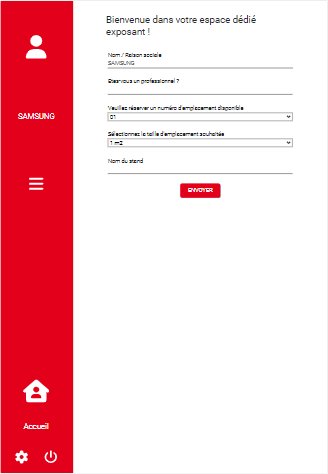 Bienvenue dans votre espace dédié
exposant !
Nom / Raison sociale
SAMSUNG
Etes-vous un professionnel ?
SAMSUNG
Veuillez réserver un numéro d'emplacement disponible
01
Sélectionnez la taille d'emplacement souhaitée
1 m2
Nom du stand
ENVOYER
Accueil